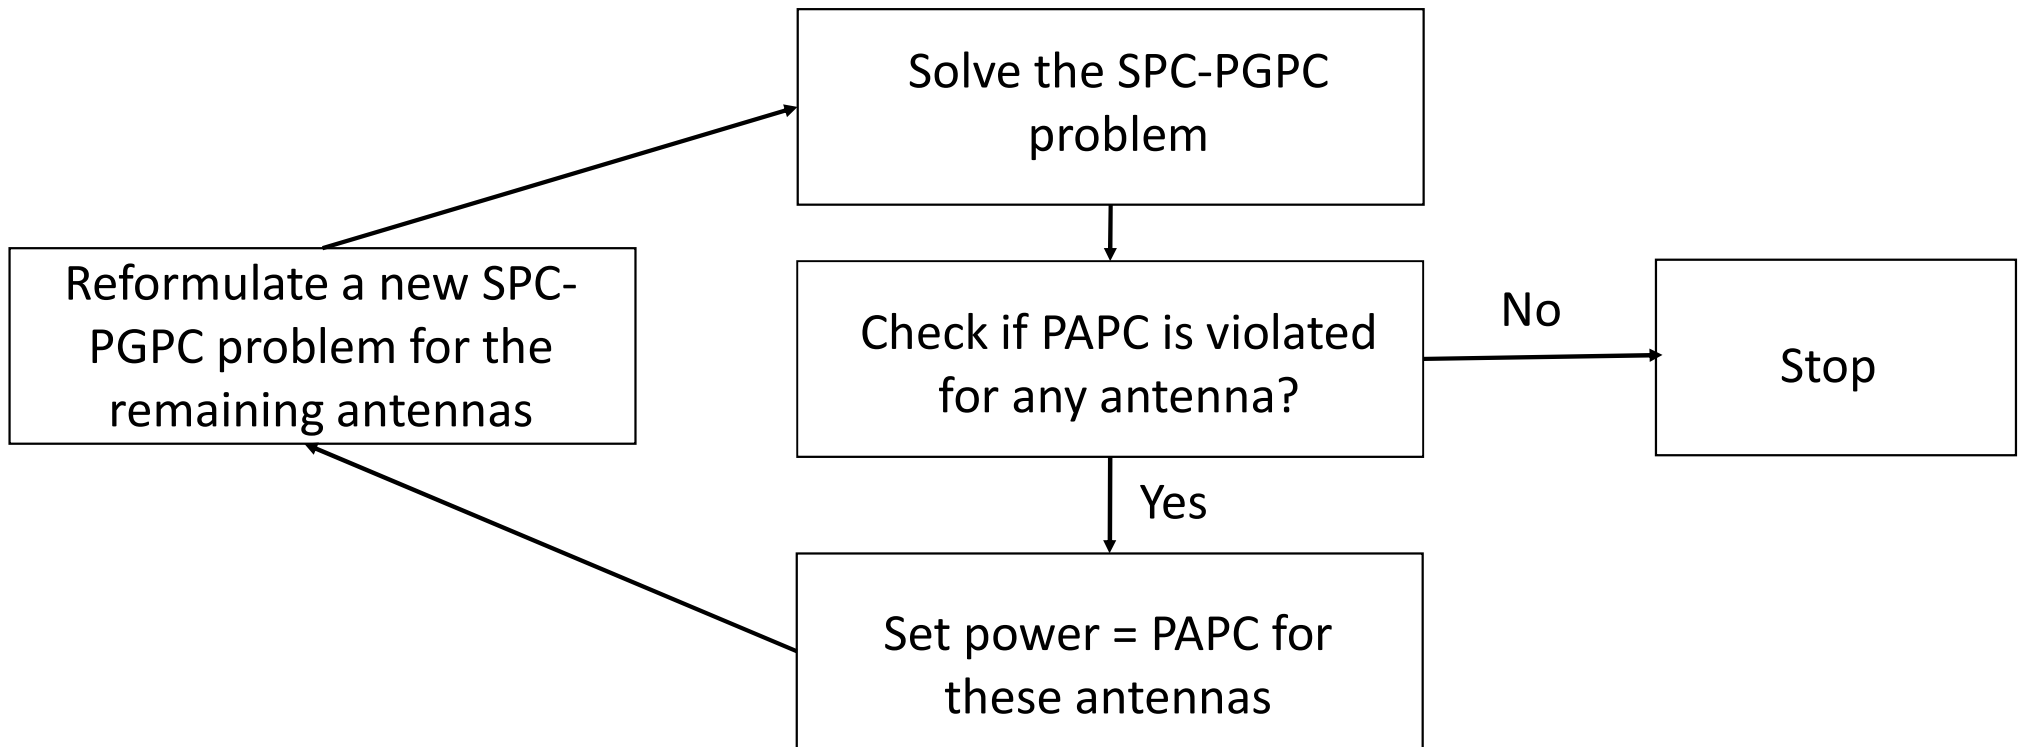 Solve the SPC-PGPC
problem
Reformulate a new SPC-
PGPC problem for the
remaining antennas
Check if PAPC is violated
for any antenna?
No
Stop
Yes
Set power = PAPC for
these antennas